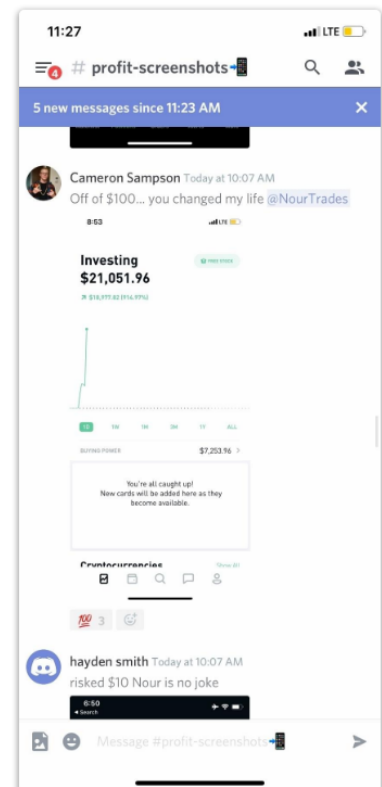 11:27
LTE
4
# profit-screenshots
5 new messages since 11:23 AM
Cameron Sampson Today at 10:07 AM
Off of $100... you changed my life @NourTrades
8:53
LTE
Investing
FREE STOCK
$21,051.96
1D 1W 1M 3M 1Y ALL
BUYING POWER $7,253.96
You're all caught up!
New cards will be added here as they
become available.
Cryptocurrencies Show All
💯 3
hayden smith Today at 10:07 AM
risked $10 Nour is no joke
6:50
Search
Message #profit-screenshots